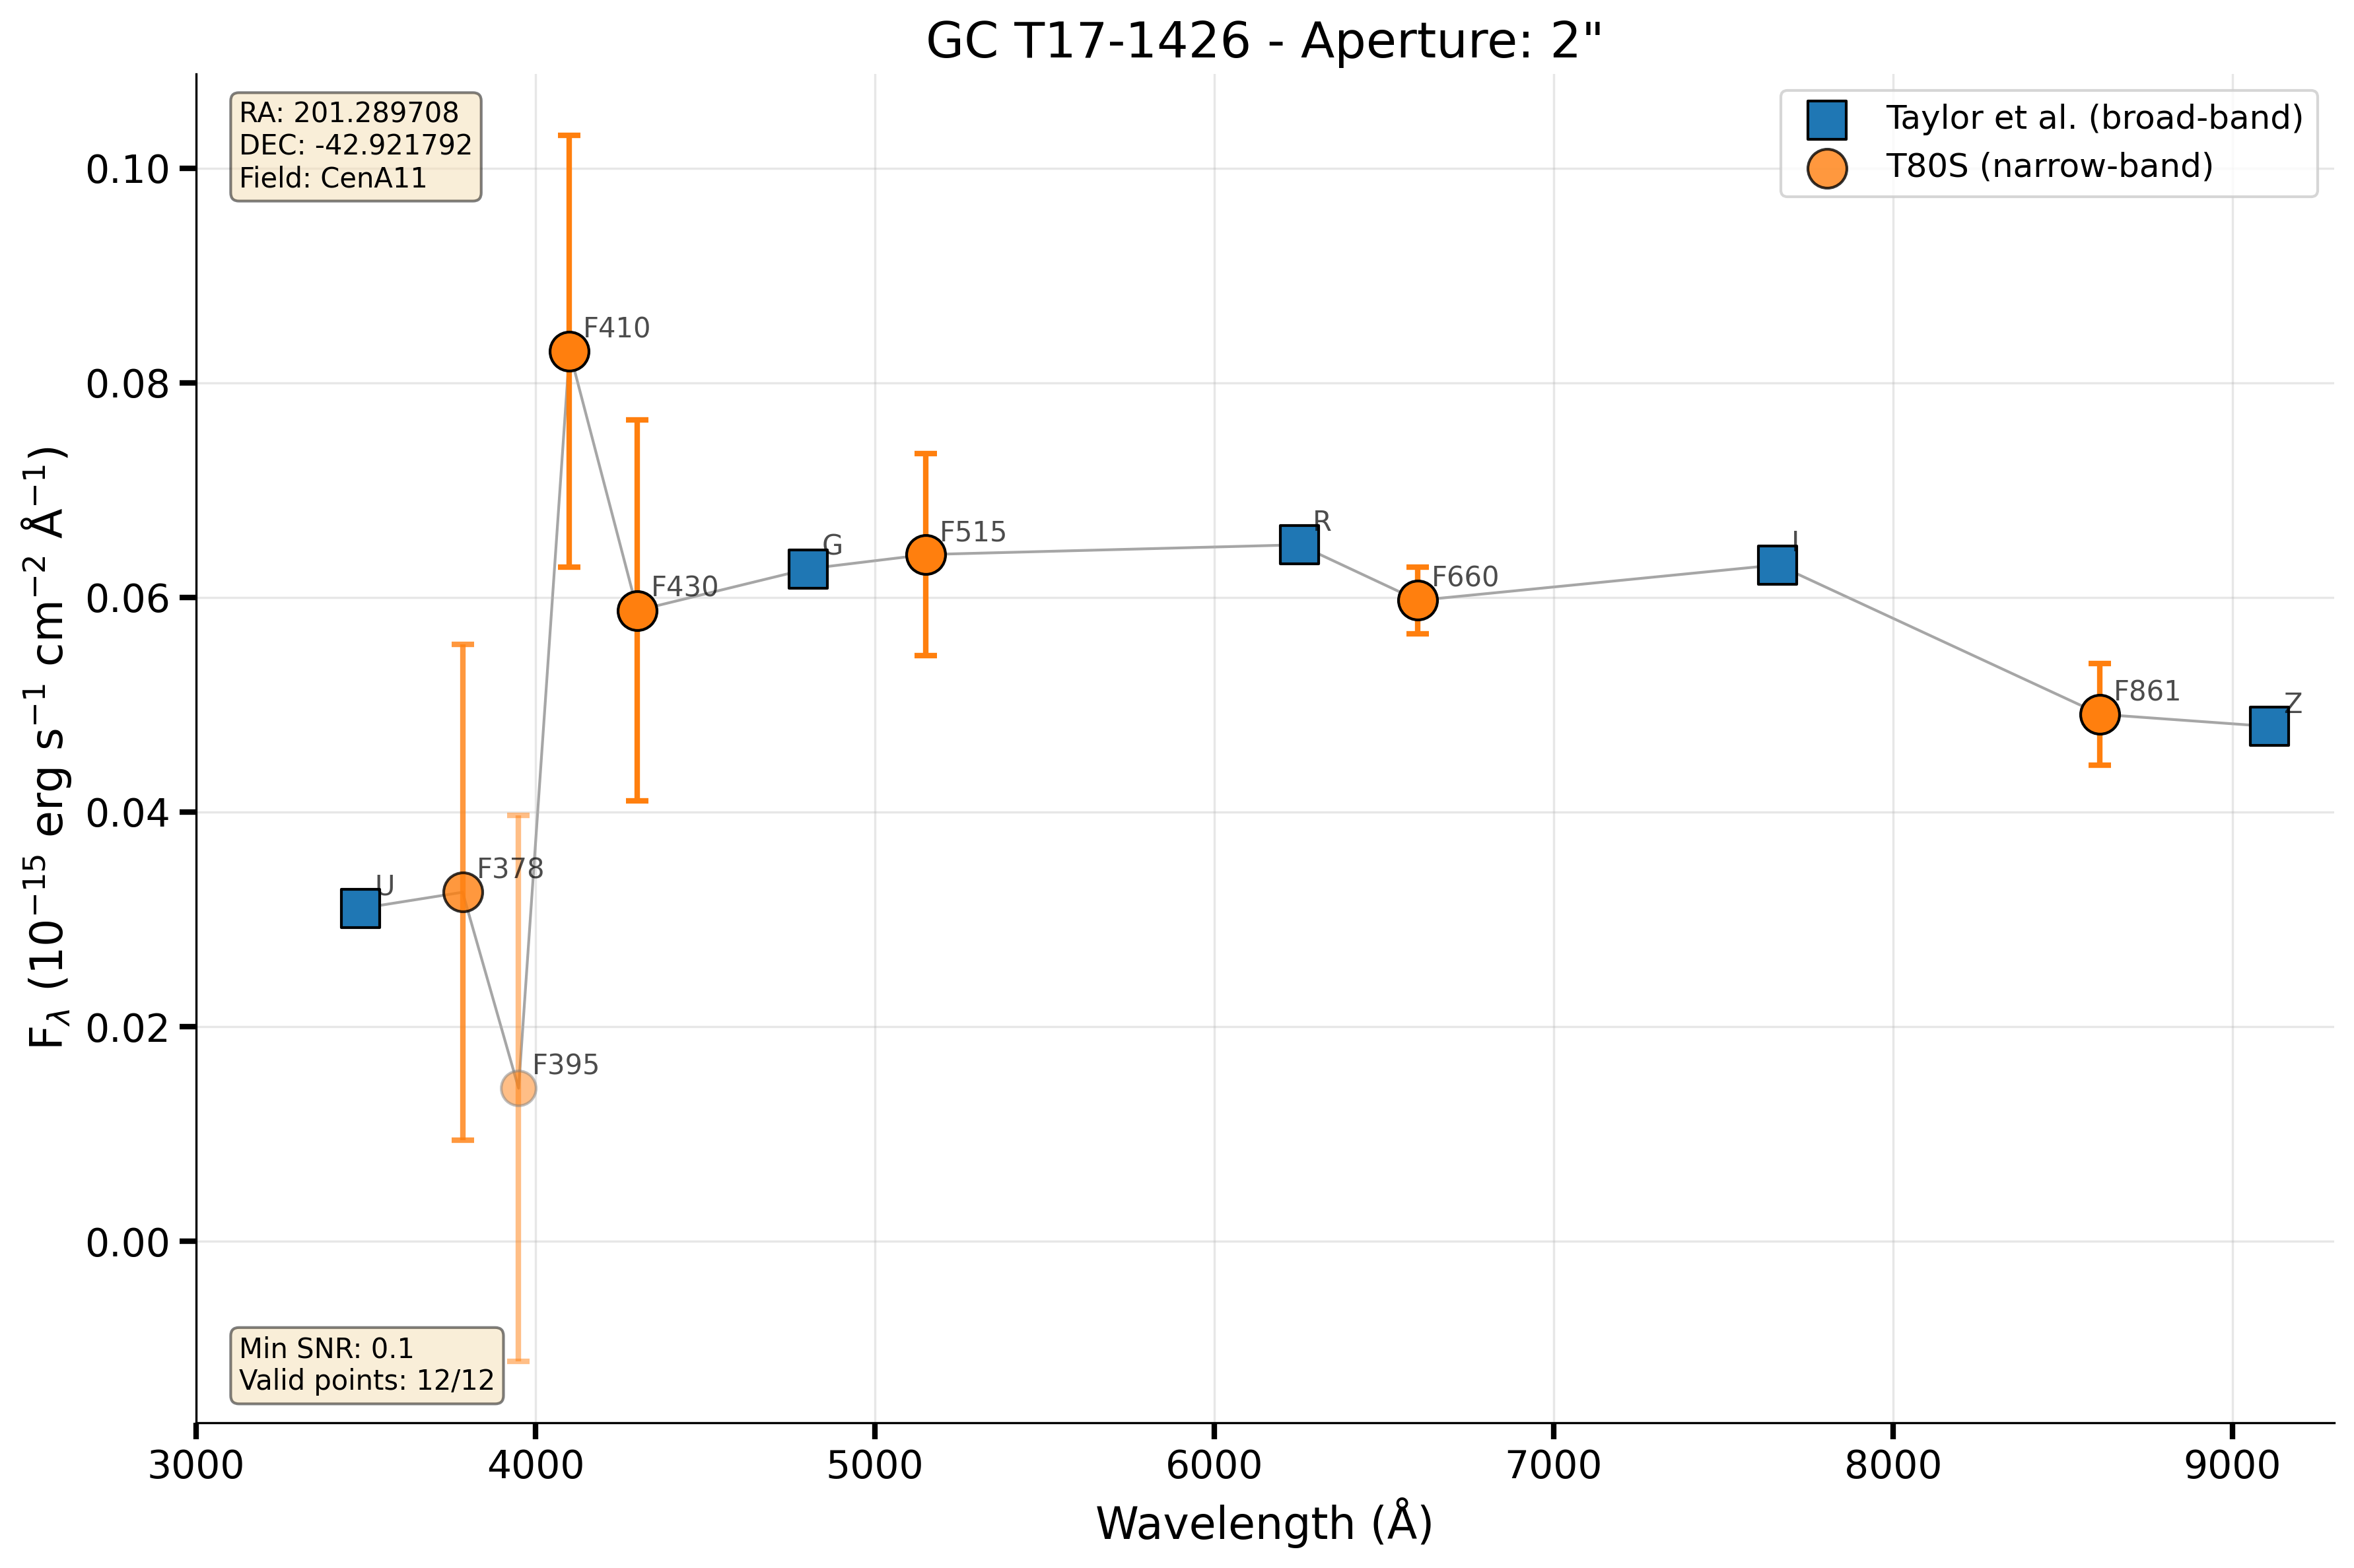 GC T17-1426 - Aperture: 2"
RA: 201.289708
DEC: -42.921792
Field: CenA11
Taylor et al. (broad-band)
T80S (narrow-band)
0.10
0.08
0.06
0.04
0.02
0.00
F410
F430
G
F515
R
F660
I
F861
Z
U
F378
F395
Fλ (10⁻¹⁵ erg s⁻¹ cm⁻² Å⁻¹)
Min SNR: 0.1
Valid points: 12/12
3000 4000 5000 6000 7000 8000 9000
Wavelength (Å)